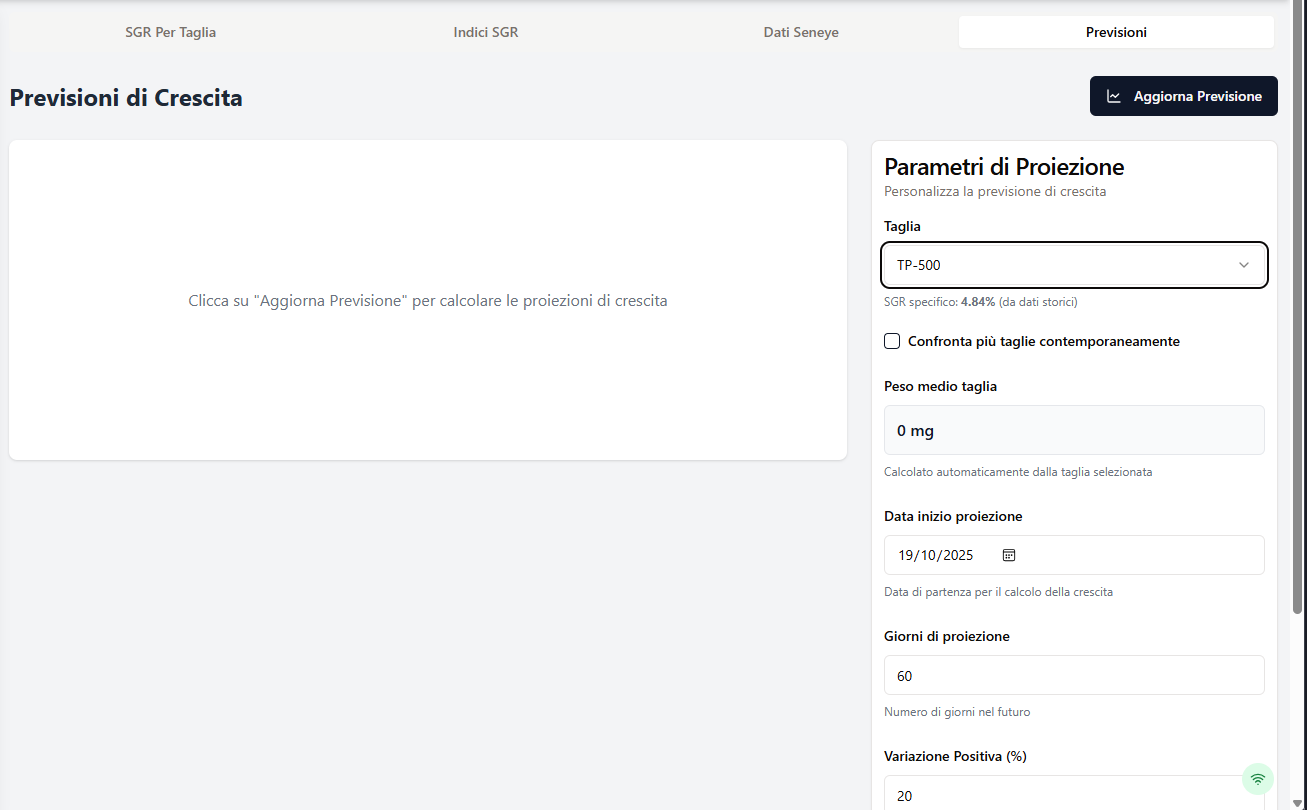 SGR Per Taglia
Indici SGR
Dati Seneye
Previsioni
Previsioni di Crescita
Aggiorna Previsione
Clicca su "Aggiorna Previsione" per calcolare le proiezioni di crescita
Parametri di Proiezione
Personalizza la previsione di crescita
Taglia
TP-500
SGR specifico: 4.84% (da dati storici)
Confronta più taglie contemporaneamente
Peso medio taglia
0 mg
Calcolato automaticamente dalla taglia selezionata
Data inizio proiezione
19/10/2025
Data di partenza per il calcolo della crescita
Giorni di proiezione
60
Numero di giorni nel futuro
Variazione Positiva (%)
20